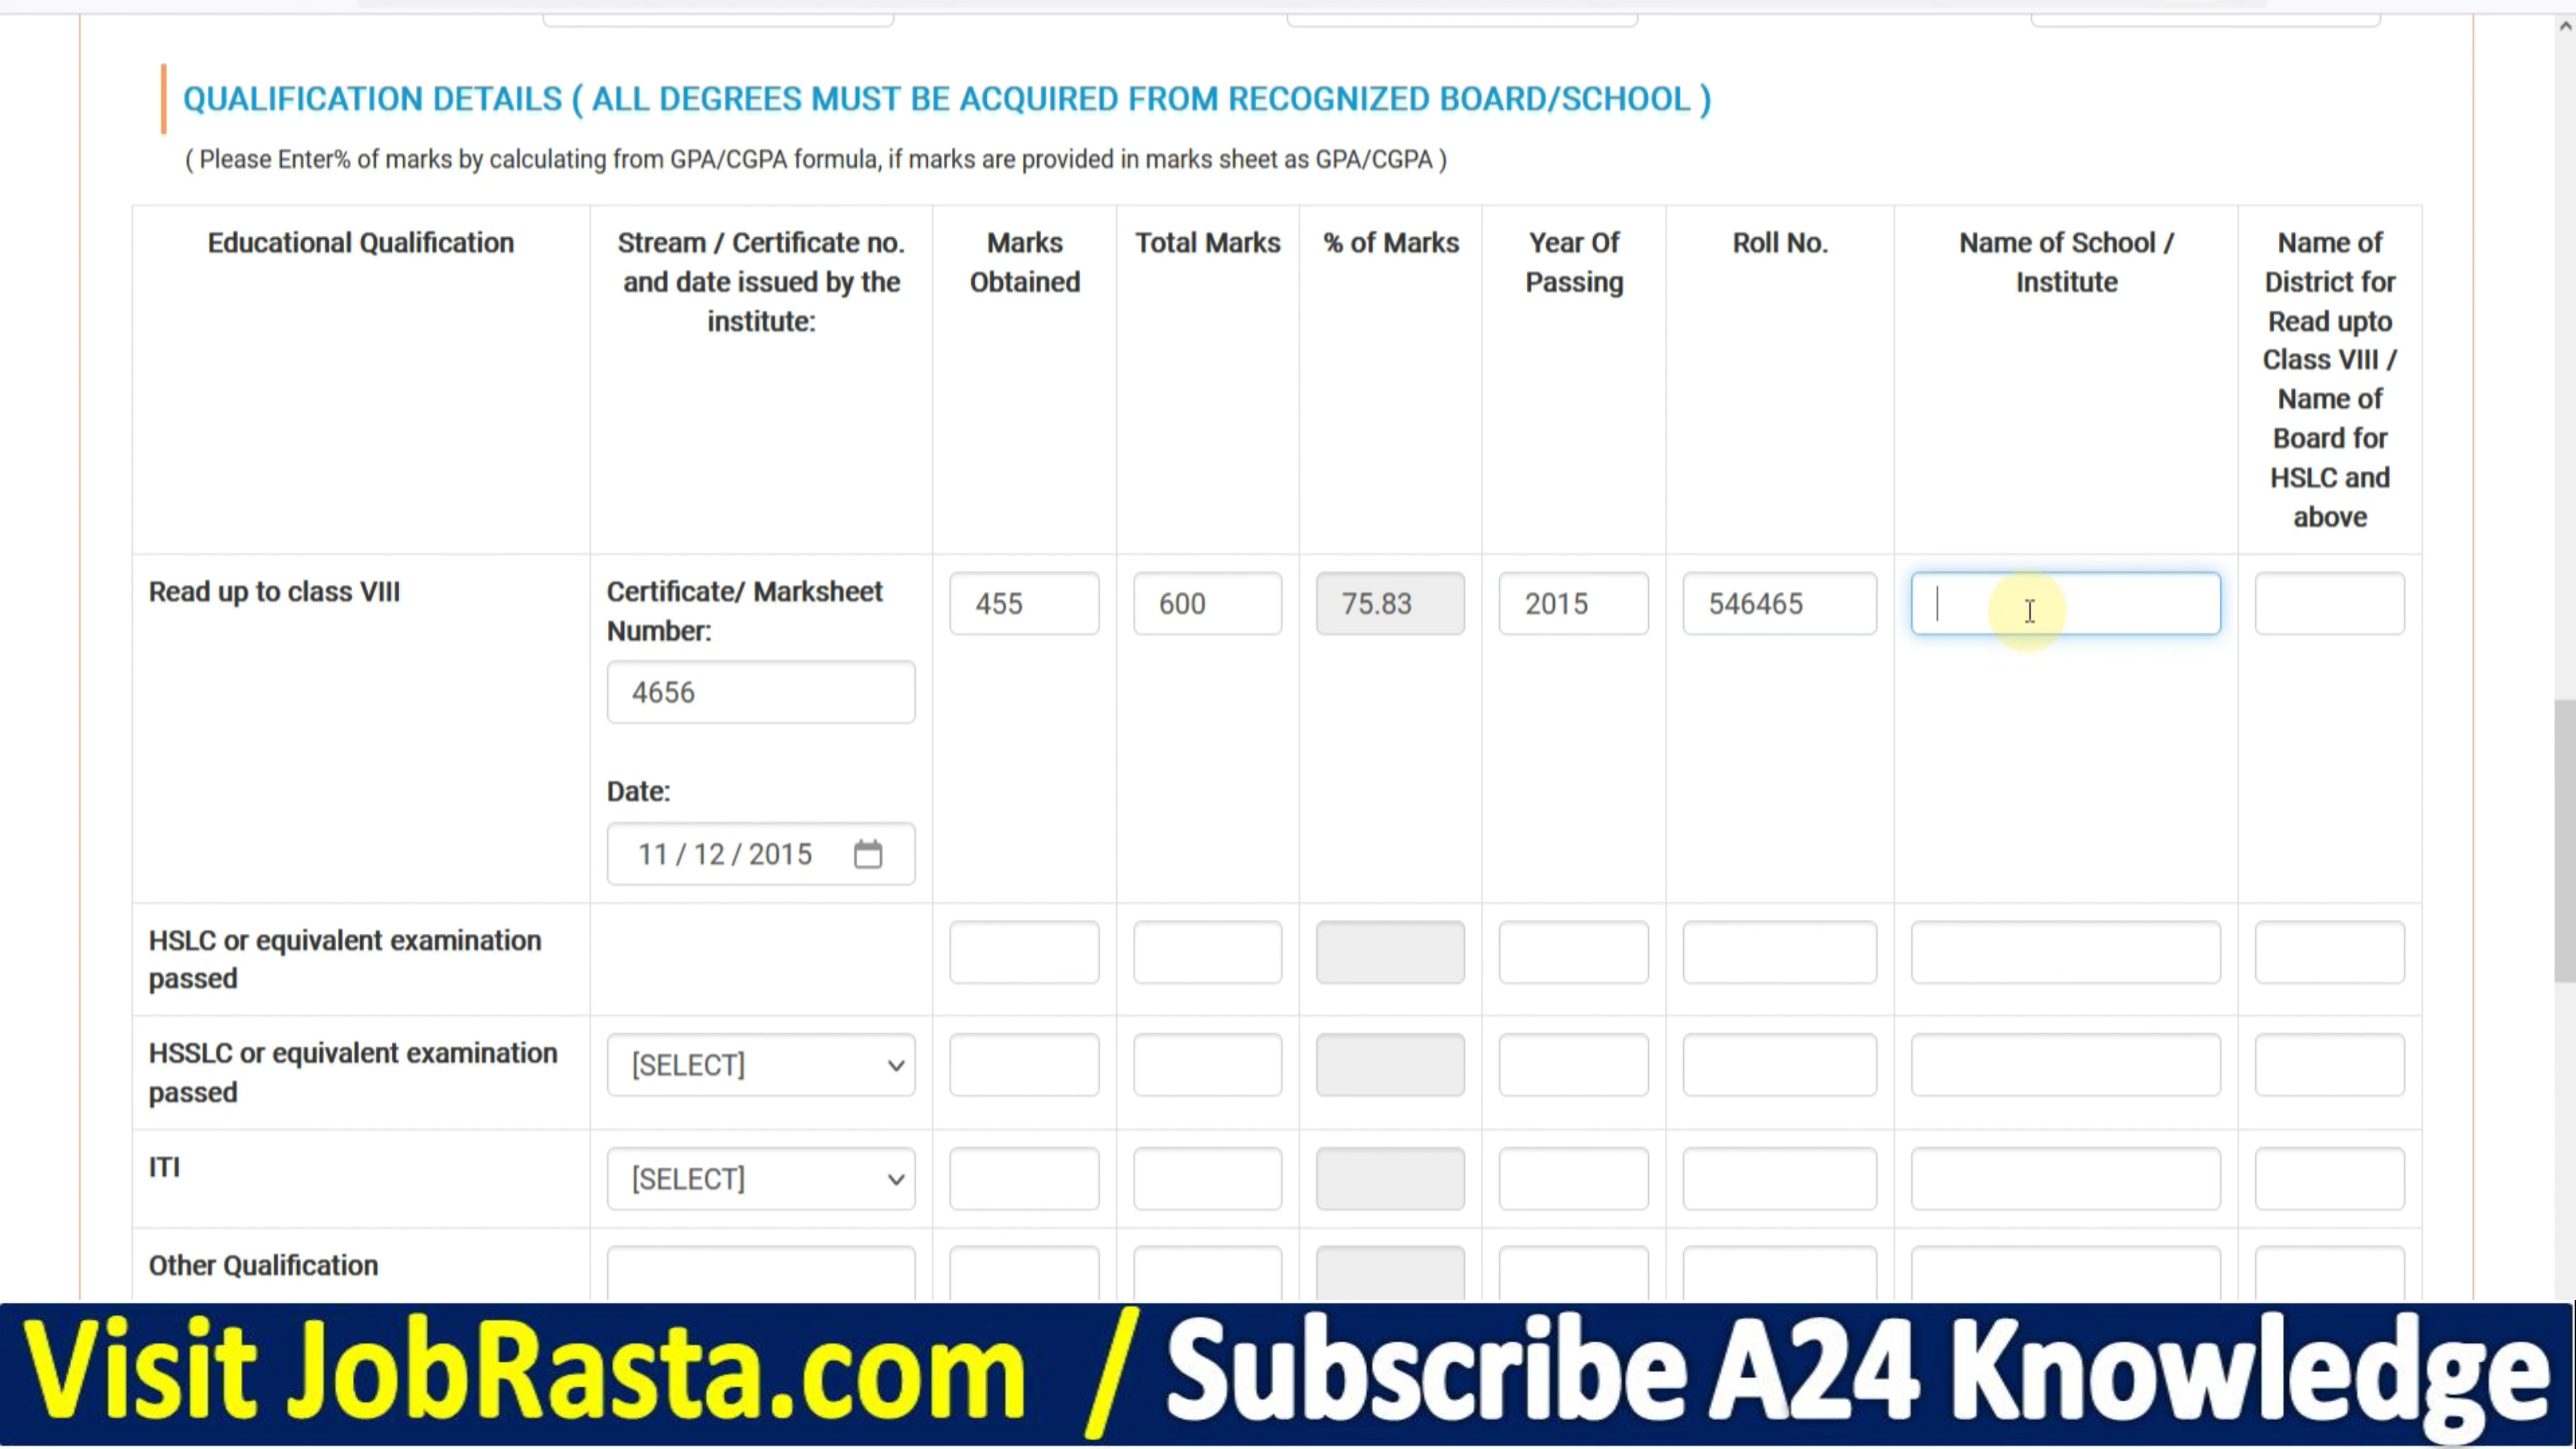 QUALIFICATION DETAILS ( ALL DEGREES MUST BE ACQUIRED FROM RECOGNIZED BOARD/SCHOOL )
( Please Enter% of marks by calculating from GPA/CGPA formula, if marks are provided in marks sheet as GPA/CGPA )
Educational Qualification
Stream / Certificate no.
and date issued by the
institute:
Marks
Obtained
Total Marks
% of Marks
Year Of
Passing
Roll No.
Name of School /
Institute
Name of
District for
Read upto
Class VIII /
Name of
Board for
HSLC and
above
Read up to class VIII
Certificate/ Marksheet
Number:
4656
Date:
11 / 12 / 2015
455
600
75.83
2015
546465
HSLC or equivalent examination
passed
HSSLC or equivalent examination
passed
[SELECT]
ITI
[SELECT]
Other Qualification
Visit JobRasta.com / Subscribe A24 Knowledge